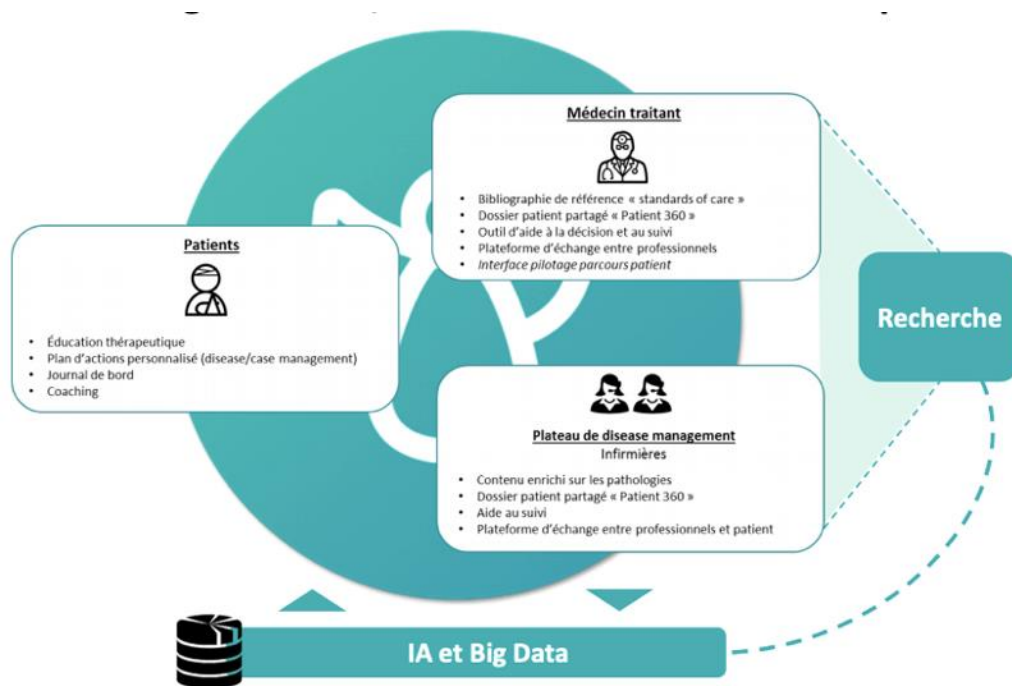 Médecin traitant
• Bibliographie de référence « standards of care »
• Dossier patient partagé « Patient 360 »
• Outil d'aide à la décision et au suivi
• Plateforme d'échange entre professionnels
• Interface pilotage parcours patient
Patients
• Éducation thérapeutique
• Plan d'actions personnalisé (disease/case management)
• Journal de bord
• Coaching
Recherche
Plateau de disease management
Infirmières
• Contenu enrichi sur les pathologies
• Dossier patient partagé « Patient 360 »
• Aide au suivi
• Plateforme d'échange entre professionnels et patient
IA et Big Data